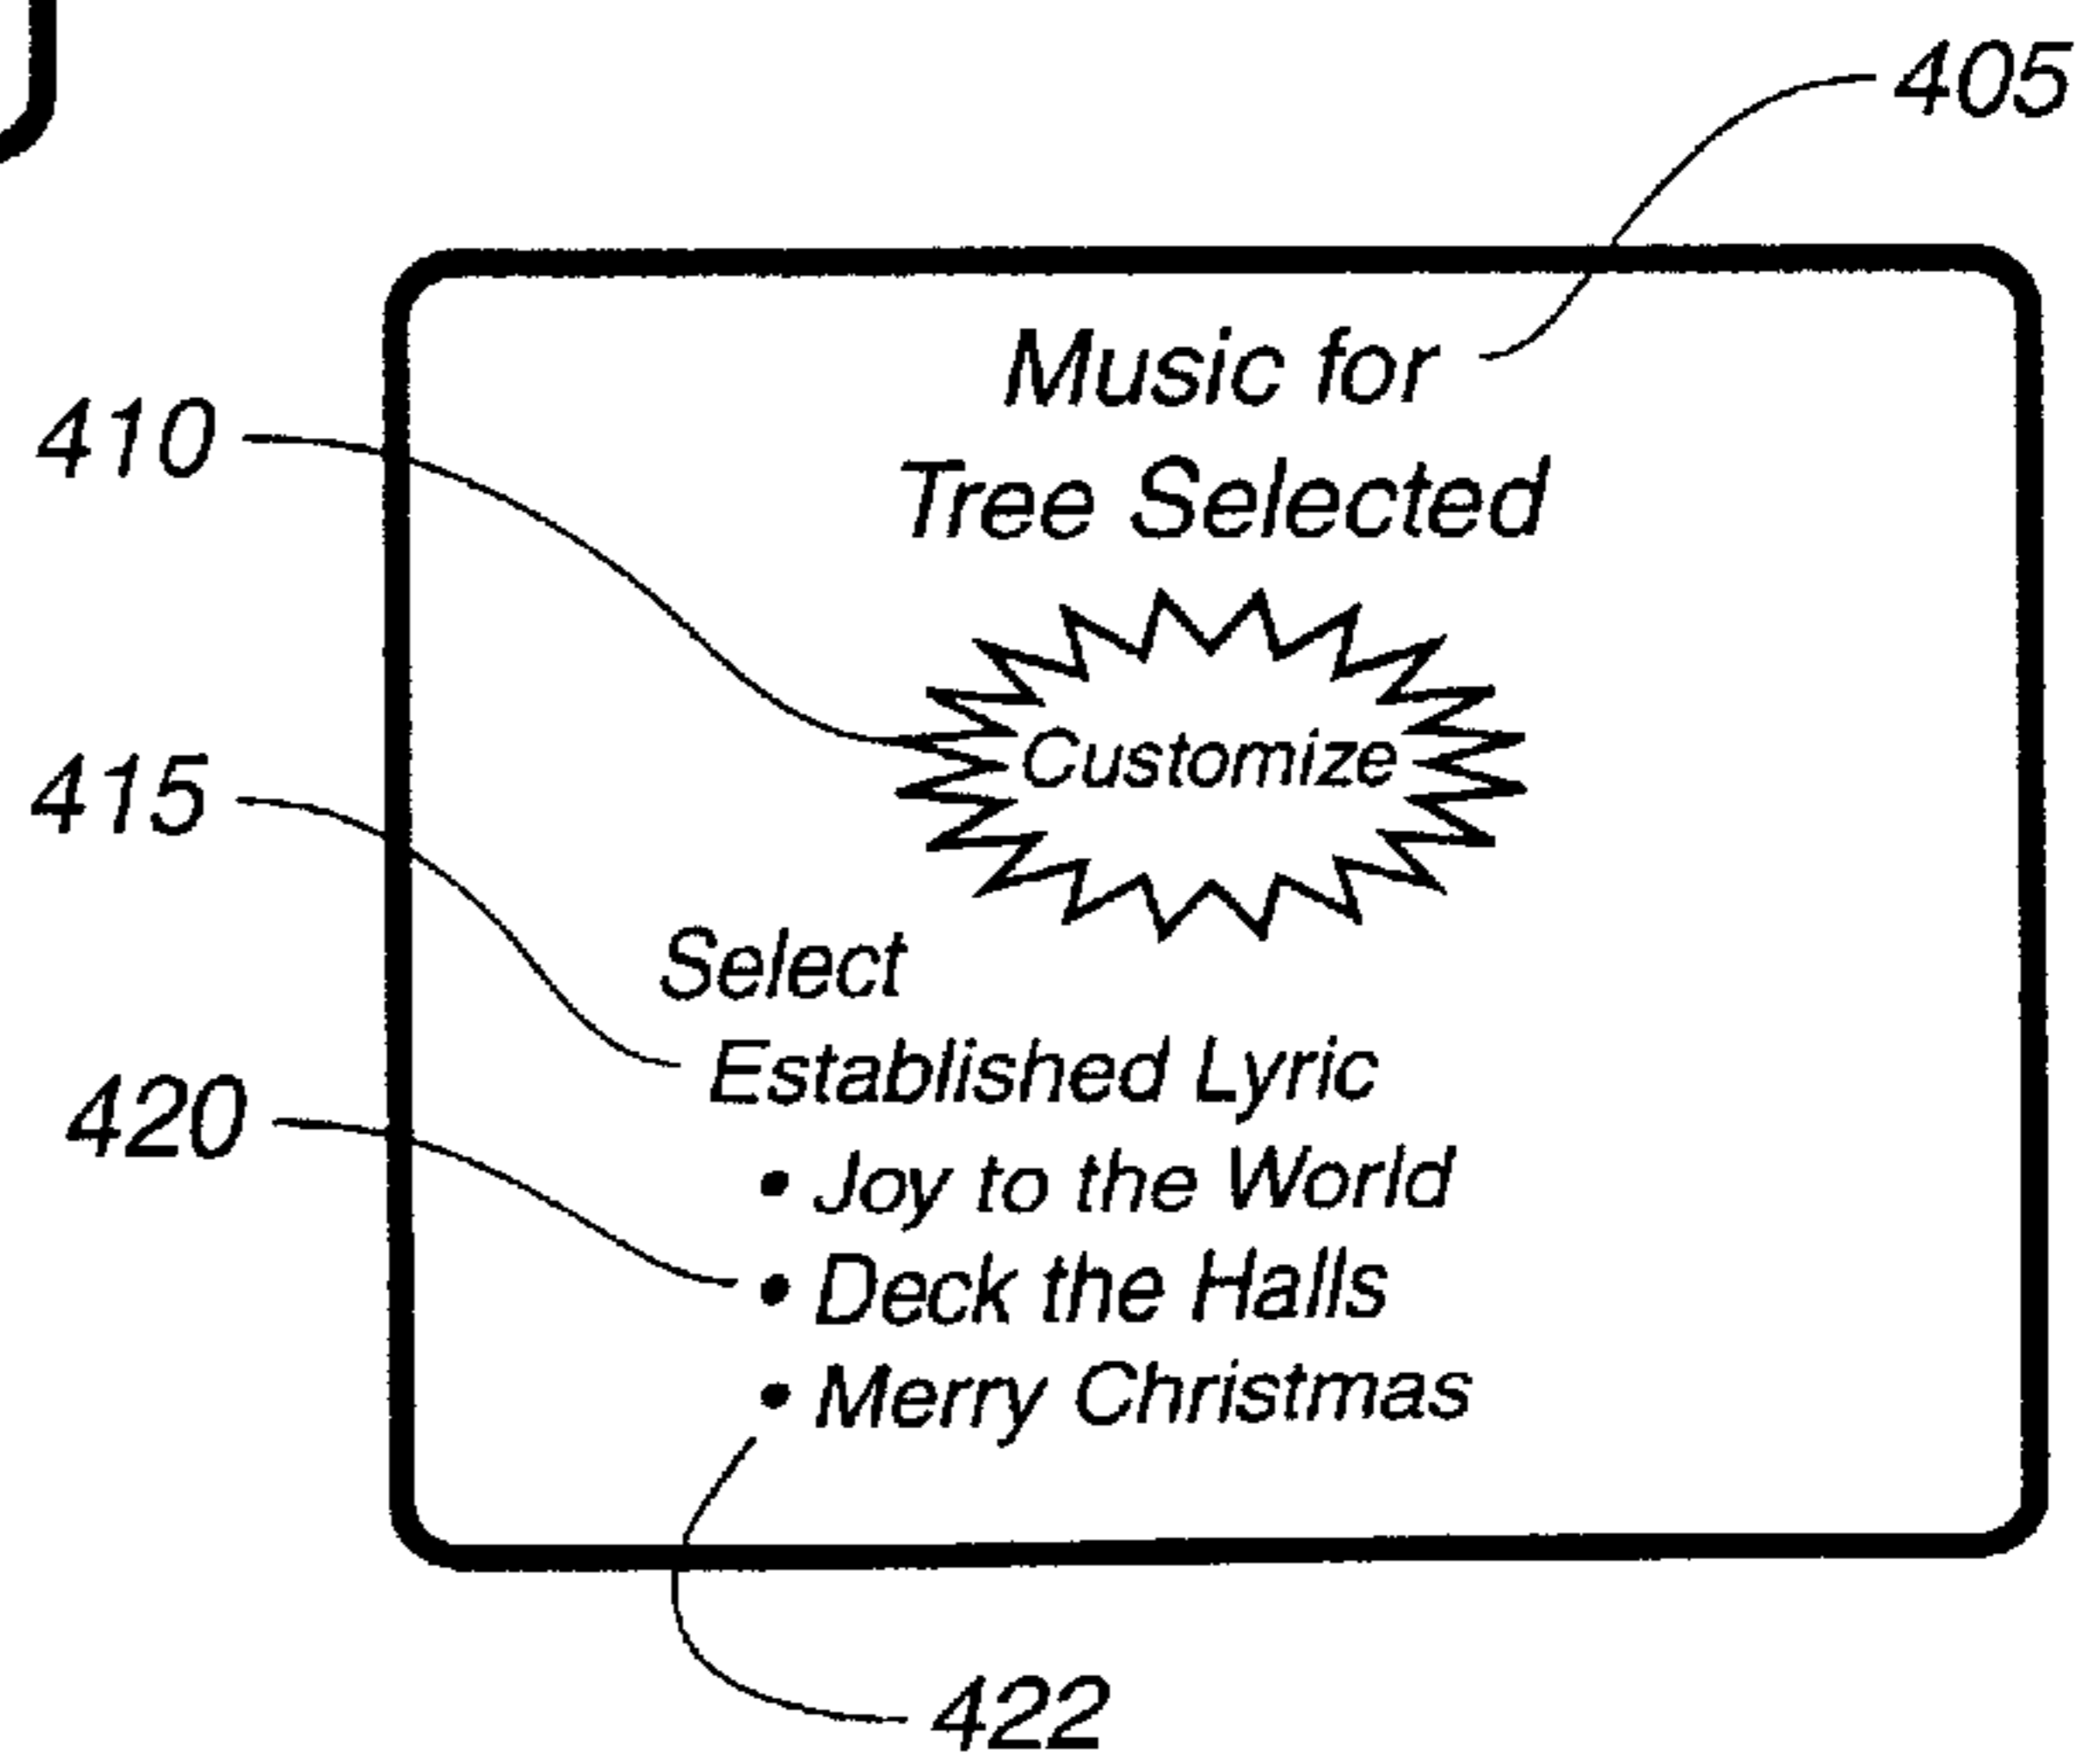 405
Music for
410
Tree Selected
Customize
415
Select
Established Lyric
420
• Joy to the World
• Deck the Halls
• Merry Christmas
422